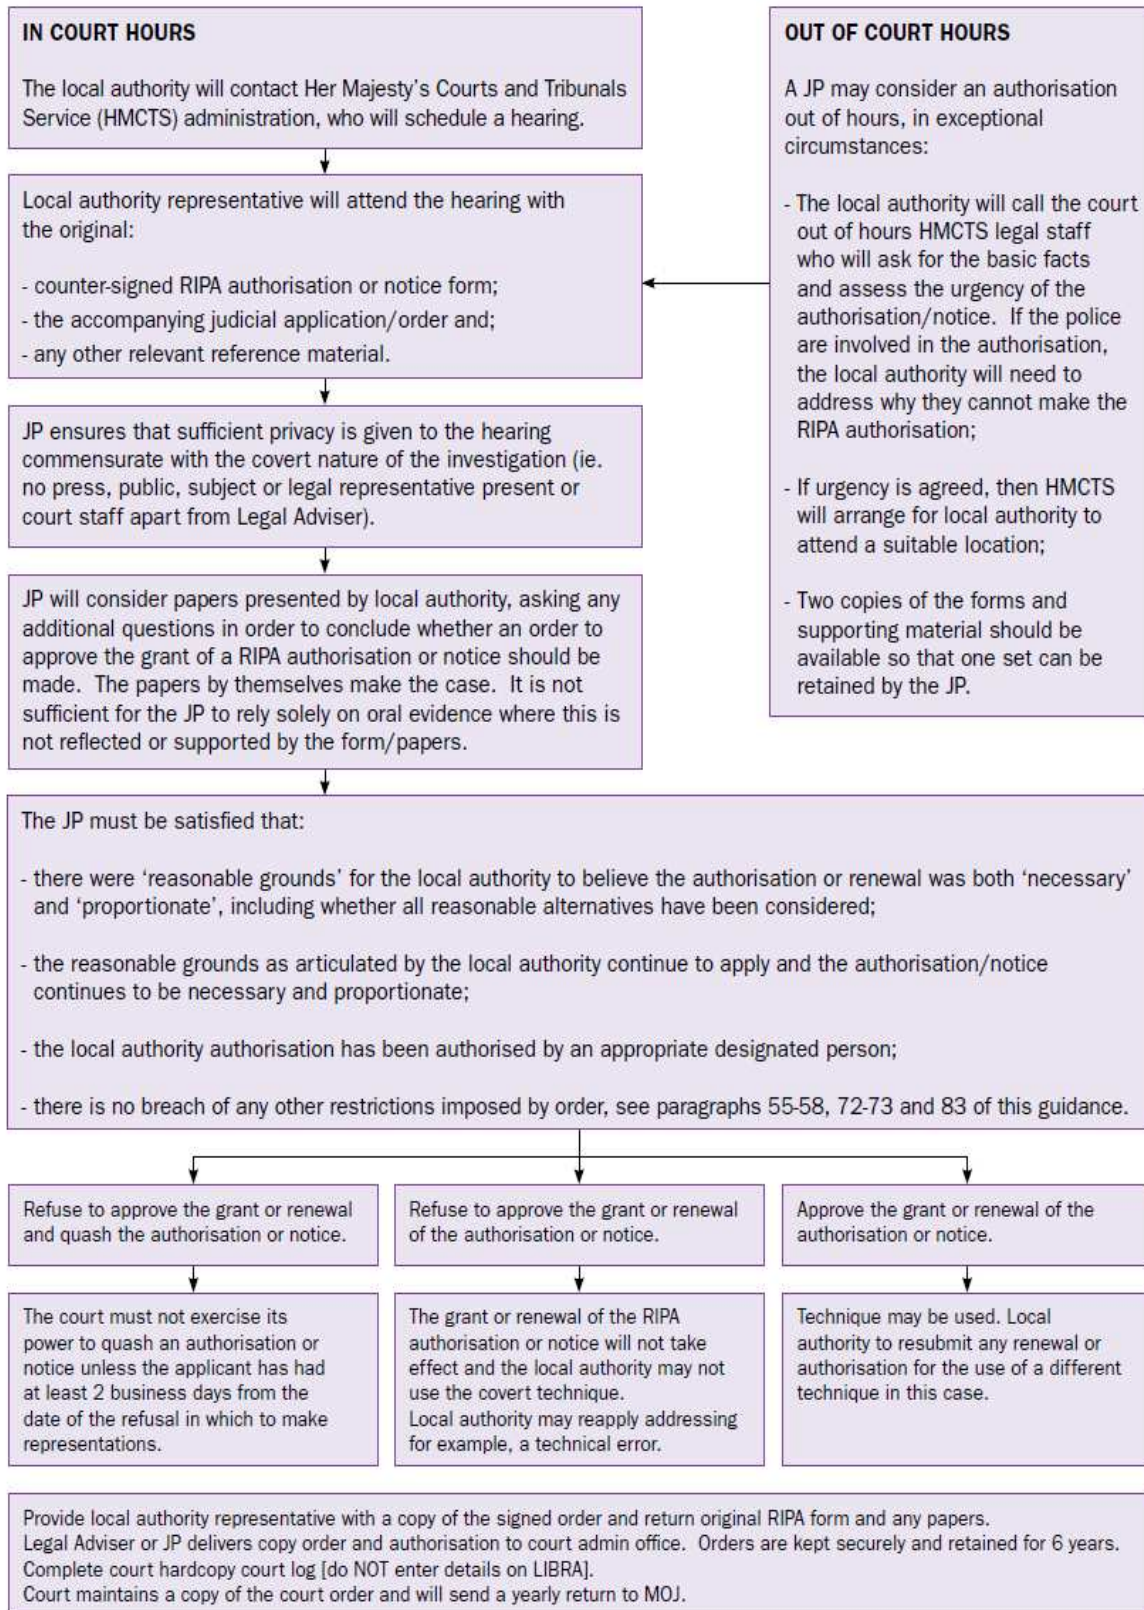 IN COURT HOURS
The local authority will contact Her Majesty's Courts and Tribunals
Service (HMCTS) administration, who will schedule a hearing.
Local authority representative will attend the hearing with
the original:
- counter-signed RIPA authorisation or notice form;
- the accompanying judicial application/order and;
- any other relevant reference material.
JP ensures that sufficient privacy is given to the hearing
commensurate with the covert nature of the investigation (ie.
no press, public, subject or legal representative present or
court staff apart from Legal Adviser).
JP will consider papers presented by local authority, asking any
additional questions in order to conclude whether an order to
approve the grant of a RIPA authorisation or notice should be
made. The papers by themselves make the case. It is not
sufficient for the JP to rely solely on oral evidence where this is
not reflected or supported by the form/papers.
OUT OF COURT HOURS
A JP may consider an authorisation
out of hours, in exceptional
circumstances:
- The local authority will call the court
out of hours HMCTS legal staff
who will ask for the basic facts
and assess the urgency of the
authorisation/notice. If the police
are involved in the authorisation,
the local authority will need to
address why they cannot make the
RIPA authorisation;
- If urgency is agreed, then HMCTS
will arrange for local authority to
attend a suitable location;
- Two copies of the forms and
supporting material should be
available so that one set can be
retained by the JP.
The JP must be satisfied that:
- there were 'reasonable grounds' for the local authority to believe the authorisation or renewal was both 'necessary'
and 'proportionate', including whether all reasonable alternatives have been considered;
- the reasonable grounds as articulated by the local authority continue to apply and the authorisation/notice
continues to be necessary and proportionate;
- the local authority authorisation has been authorised by an appropriate designated person;
- there is no breach of any other restrictions imposed by order, see paragraphs 55-58, 72-73 and 83 of this guidance.
Refuse to approve the grant or renewal
and quash the authorisation or notice.
The court must not exercise its
power to quash an authorisation or
notice unless the applicant has had
at least 2 business days from the
date of the refusal in which to make
representations.
Refuse to approve the grant or renewal
of the authorisation or notice.
The grant or renewal of the RIPA
authorisation or notice will not take
effect and the local authority may not
use the covert technique.
Local authority may reapply addressing
for example, a technical error.
Approve the grant or renewal of the
authorisation or notice.
Technique may be used. Local
authority to resubmit any renewal or
authorisation for the use of a different
technique in this case.
Provide local authority representative with a copy of the signed order and return original RIPA form and any papers.
Legal Adviser or JP delivers copy order and authorisation to court admin office. Orders are kept securely and retained for 6 years.
Complete court hardcopy court log [do NOT enter details on LIBRA].
Court maintains a copy of the court order and will send a yearly return to MOJ.